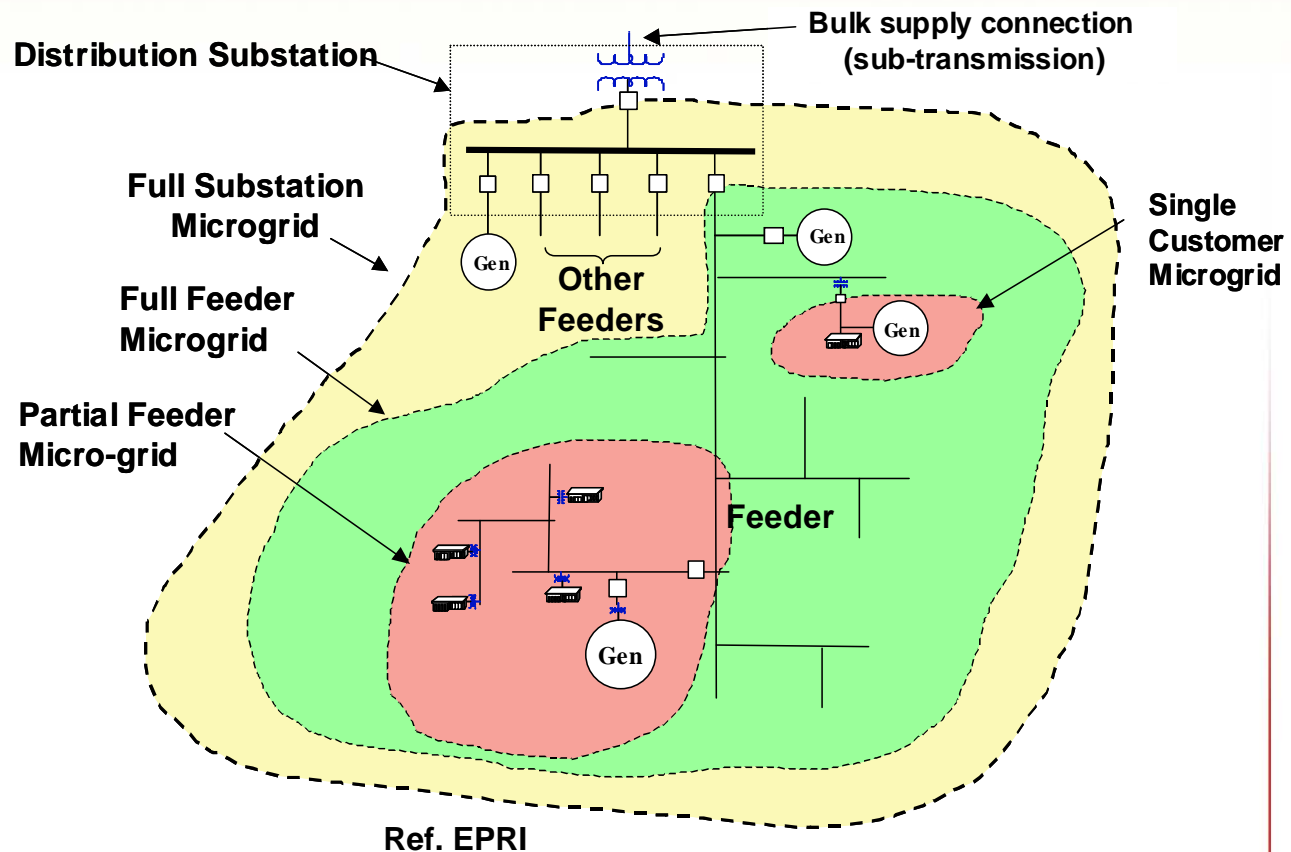 Bulk supply connection
(sub-transmission)
Distribution Substation
Full Substation
Microgrid
Single
Customer
Microgrid
Gen
Gen
Other
Feeders
Full Feeder
Microgrid
Gen
Partial Feeder
Micro-grid
Feeder
Gen
Ref. EPRI